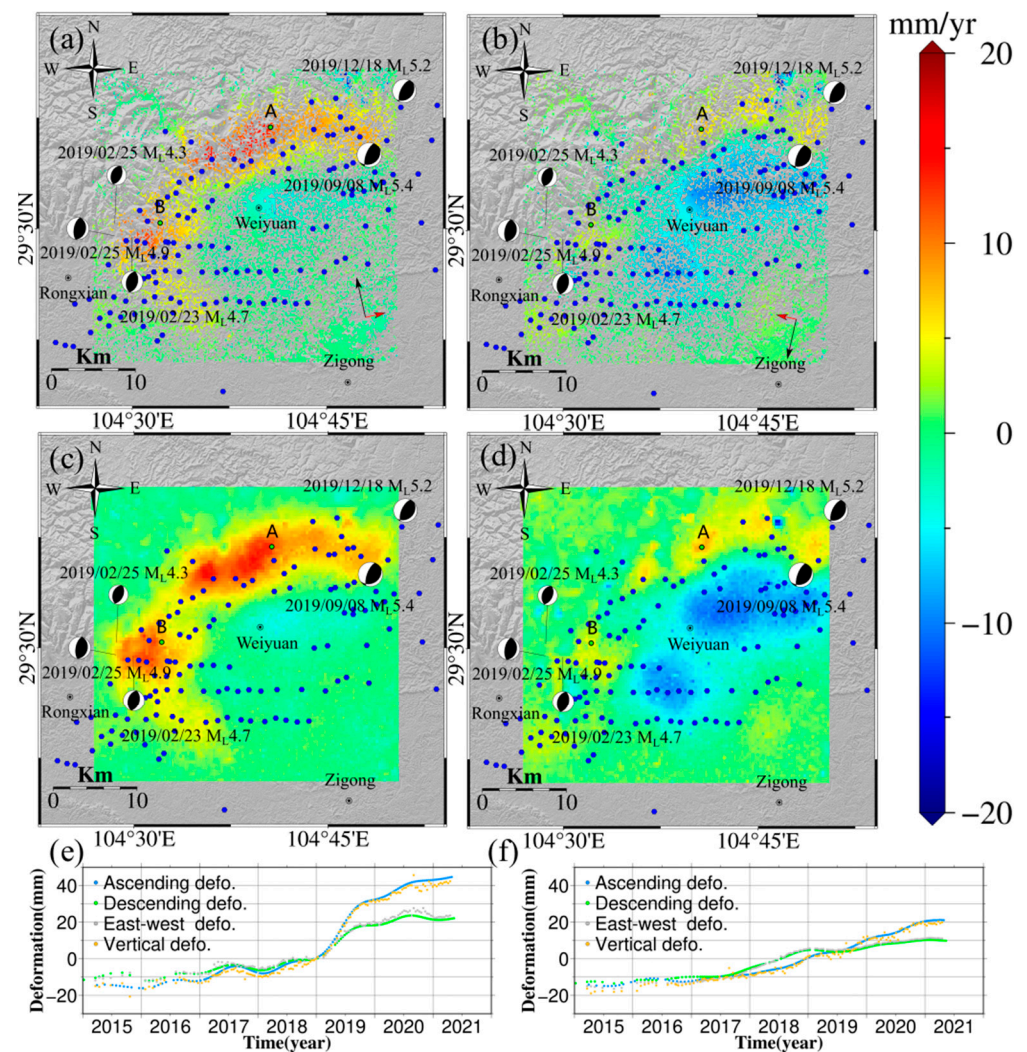 mm/yr
20
10
0
−10
−20
(a)
N
W E
S
2019/12/18 ML5.2
A
2019/02/25 ML4.3
2019/09/08 ML5.4
B
Weiyuan
2019/02/25 ML4.9
Rongxian
2019/02/23 ML4.7
Km
0 10
Zigong
29°30'N
104°30'E 104°45'E
(b)
N
W E
S
2019/12/18 ML5.2
A
2019/02/25 ML4.3
2019/09/08 ML5.4
B
Weiyuan
2019/02/25 ML4.9
Rongxian
2019/02/23 ML4.7
Km
0 10
Zigong
29°30'N
104°30'E 104°45'E
(c)
N
W E
S
2019/12/18 ML5.2
A
2019/02/25 ML4.3
2019/09/08 ML5.4
B
Weiyuan
2019/02/25 ML4.9
Rongxian
2019/02/23 ML4.7
Km
0 10
Zigong
29°30'N
104°30'E 104°45'E
(d)
N
W E
S
2019/12/18 ML5.2
A
2019/02/25 ML4.3
2019/09/08 ML5.4
B
Weiyuan
2019/02/25 ML4.9
Rongxian
2019/02/23 ML4.7
Km
0 10
Zigong
29°30'N
104°30'E 104°45'E
(e)
Deformation(mm)
40
20
0
−20
Ascending defo.
Descending defo.
East-west defo.
Vertical defo.
2015 2016 2017 2018 2019 2020 2021
Time(year)
(f)
Deformation(mm)
40
20
0
−20
Ascending defo.
Descending defo.
East-west defo.
Vertical defo.
2015 2016 2017 2018 2019 2020 2021
Time(year)